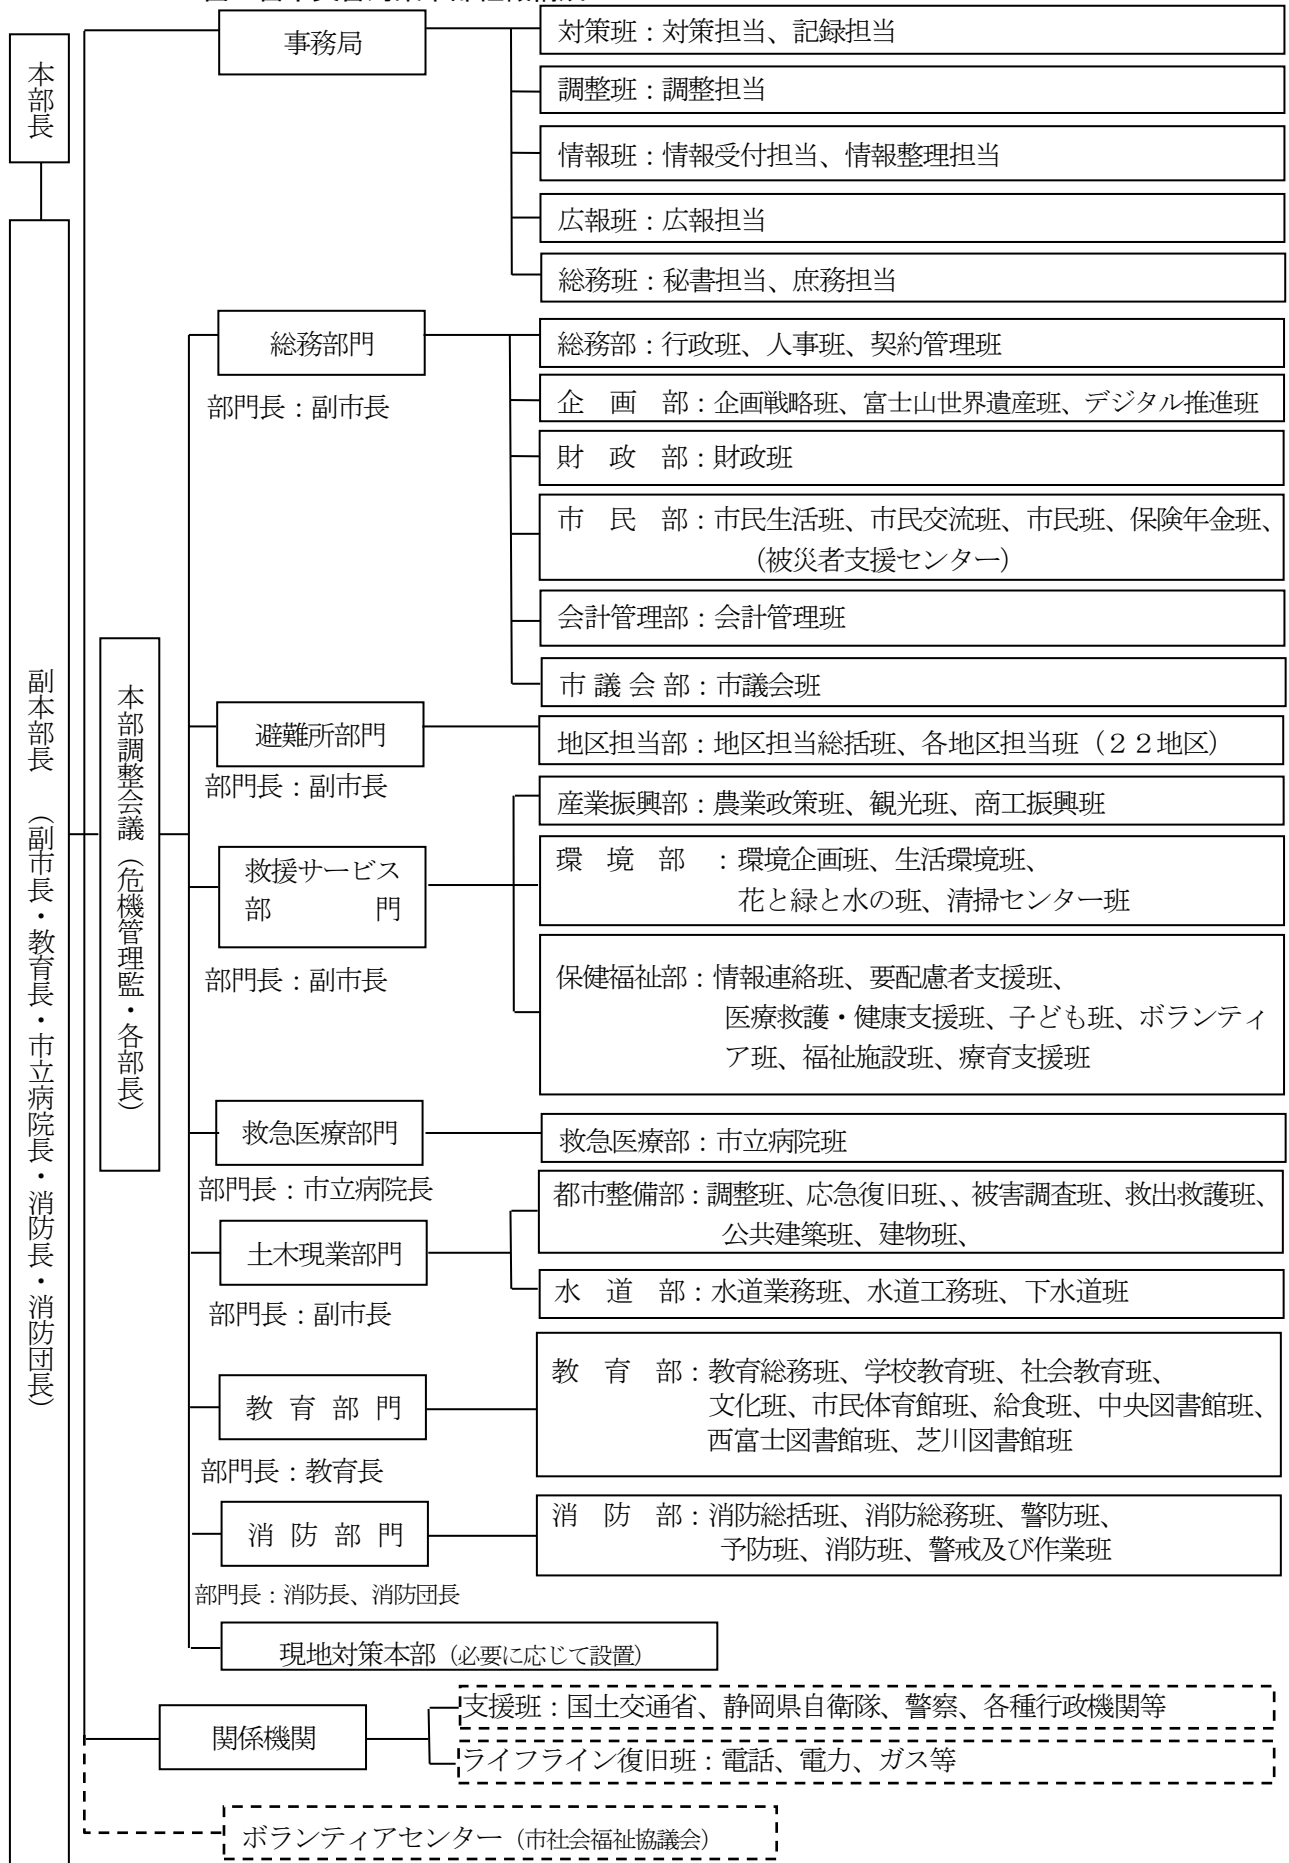 本部長
副本部長　（副市長・教育長・市立病院長・消防長・消防団長）
本部調整会議（危機管理監・各部長）
事務局
対策班：対策担当、記録担当
調整班：調整担当
情報班：情報受付担当、情報整理担当
広報班：広報担当
総務班：秘書担当、庶務担当
総務部門
部門長：副市長
総務部：行政班、人事班、契約管理班
企　画　部：企画戦略班、富士山世界遺産班、デジタル推進班
財　政　部：財政班
市　民　部：市民生活班、市民交流班、市民班、保険年金班、
（被災者支援センター）
会計管理部：会計管理班
市 議 会 部：市議会班
避難所部門
部門長：副市長
地区担当部：地区担当総括班、各地区担当班（２２地区）
救援サービス
部　　　　門
部門長：副市長
産業振興部：農業政策班、観光班、商工振興班
環　境　部　：環境企画班、生活環境班、
花と緑と水の班、清掃センター班
保健福祉部：情報連絡班、要配慮者支援班、
医療救護・健康支援班、子ども班、ボランティ
ア班、福祉施設班、療育支援班
救急医療部門
部門長：市立病院長
救急医療部：市立病院班
土木現業部門
部門長：副市長
都市整備部：調整班、応急復旧班、、被害調査班、救出救護班、
公共建築班、建物班、
水　道　部：水道業務班、水道工務班、下水道班
教 育 部 門
部門長：教育長
教　育　部：教育総務班、学校教育班、社会教育班、
文化班、市民体育館班、給食班、中央図書館班、
西富士図書館班、芝川図書館班
消 防 部 門
部門長：消防長、消防団長
消　防　部：消防総括班、消防総務班、警防班、
予防班、消防班、警戒及び作業班
現地対策本部（必要に応じて設置）
関係機関
支援班：国土交通省、静岡県自衛隊、警察、各種行政機関等
ライフライン復旧班：電話、電力、ガス等
ボランティアセンター（市社会福祉協議会）